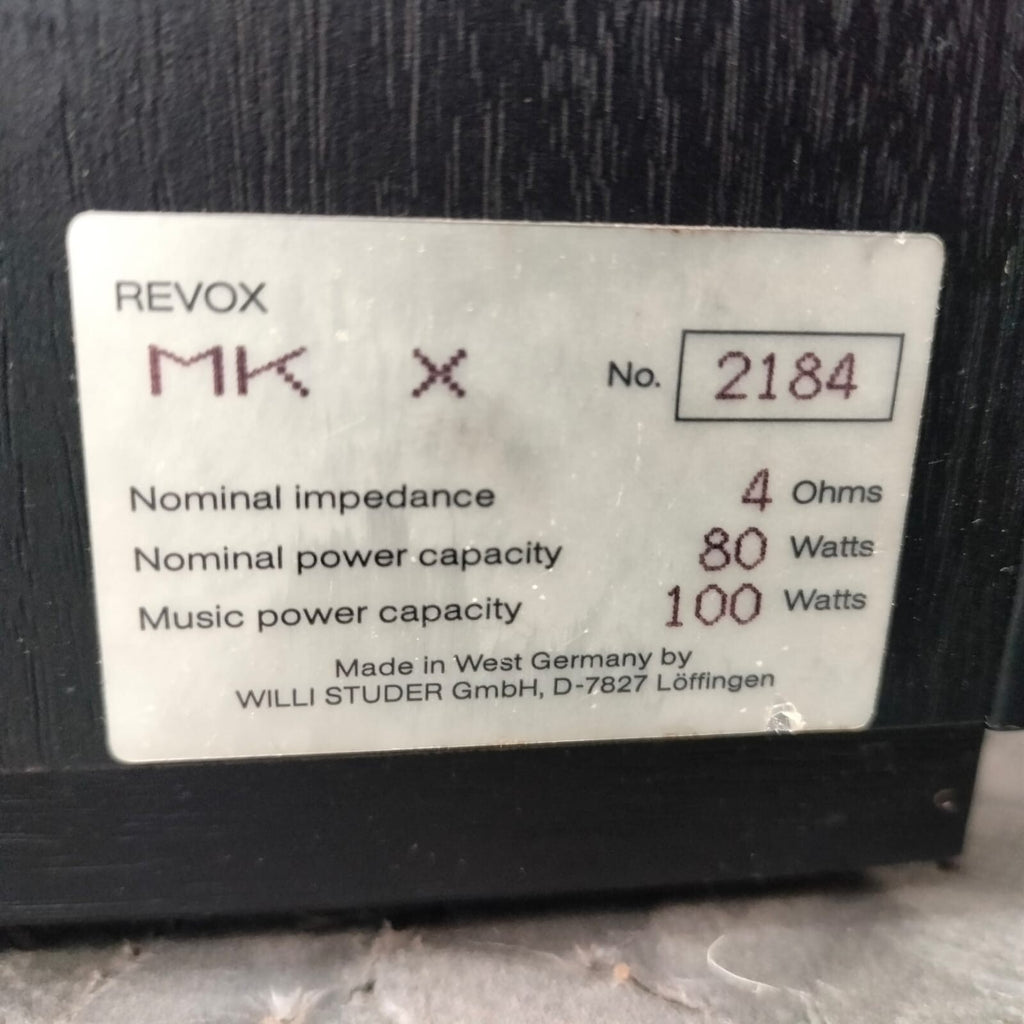 REVOX
MK X No. 2184
Nominal impedance 4 Ohms
Nominal power capacity 80 Watts
Music power capacity 100 Watts
Made in West Germany by
WILLI STUDER GmbH, D-7827 Löffingen